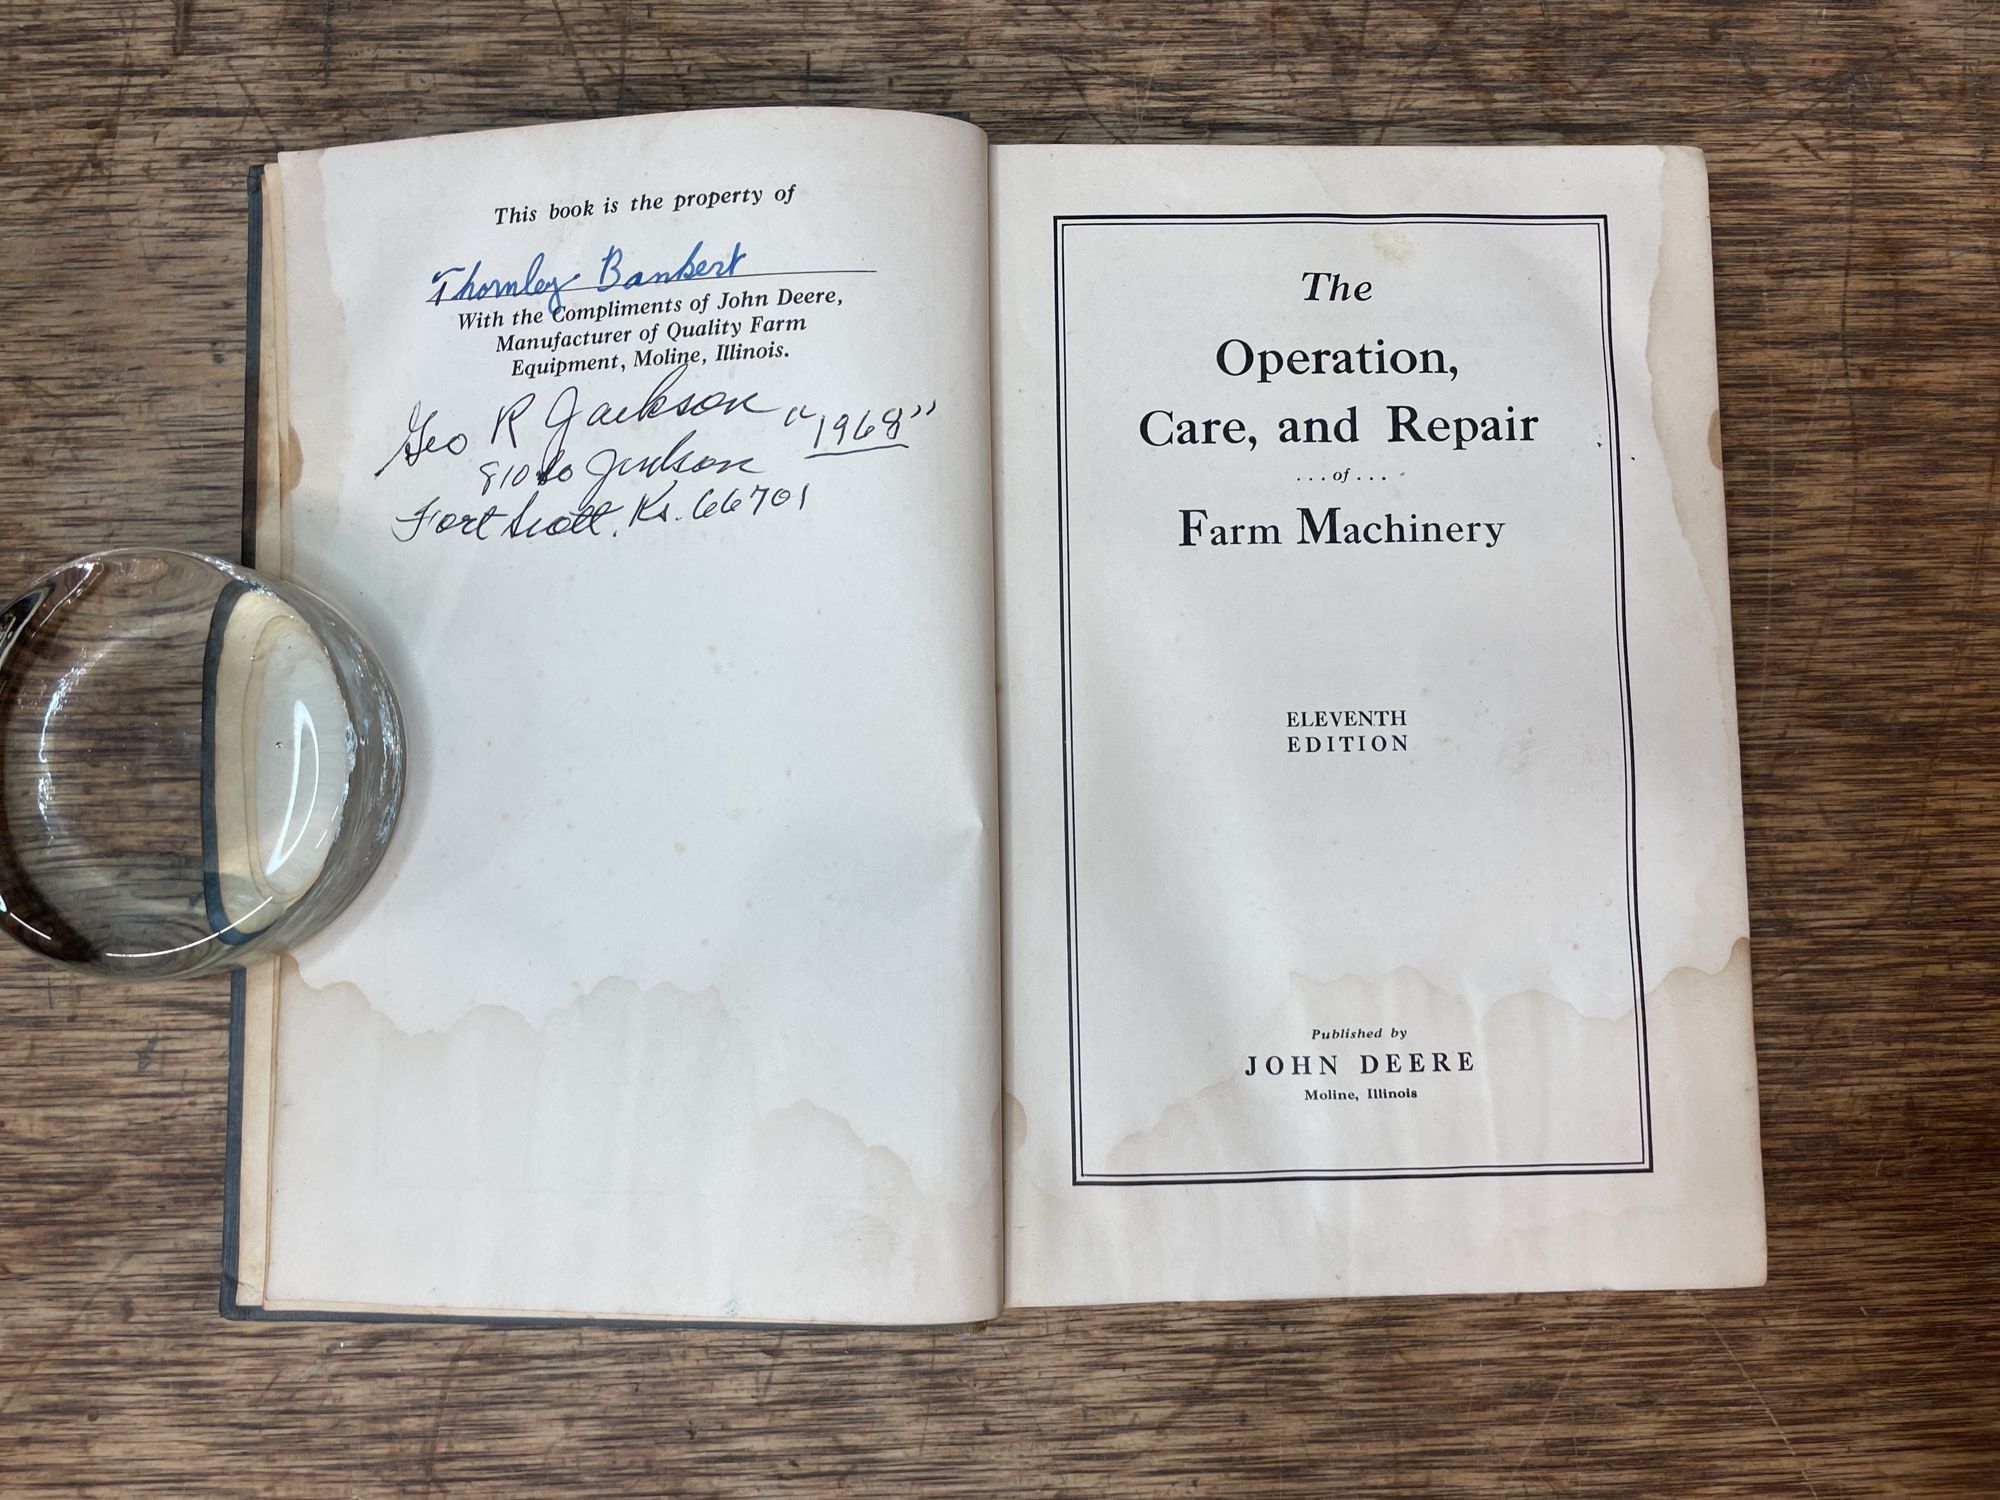 This book is the property of
Thornley Bankert
With the Compliments of John Deere,
Manufacturer of Quality Farm
Equipment, Moline, Illinois.
Geo R Jackson "1968"
810 So Judson
Fort Scott. Ks. 66701
The
Operation,
Care, and Repair
...of...
Farm Machinery
ELEVENTH
EDITION
Published by
JOHN DEERE
Moline, Illinois